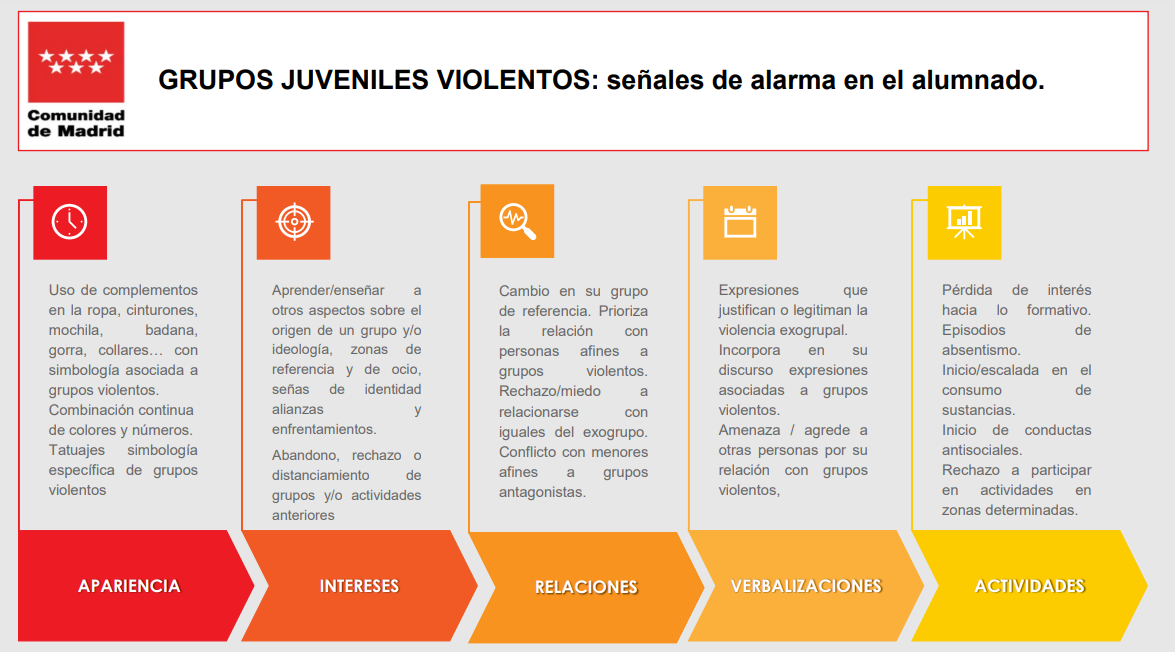 Comunidad
de Madrid
GRUPOS JUVENILES VIOLENTOS: señales de alarma en el alumnado.
Uso de complementos
en la ropa, cinturones,
mochila, badana,
gorra, collares… con
simbología asociada a
grupos violentos.
Combinación continua
de colores y números.
Tatuajes simbología
específica de grupos
violentos
APARIENCIA
Aprender/enseñar a
otros aspectos sobre el
origen de un grupo y/o
ideología, zonas de
referencia y de ocio,
señas de identidad
alianzas y
enfrentamientos.
Abandono, rechazo o
distanciamiento de
grupos y/o actividades
anteriores
INTERESES
Cambio en su grupo
de referencia. Prioriza
la relación con
personas afines a
grupos violentos.
Rechazo/miedo a
relacionarse con
iguales del exogrupo.
Conflicto con menores
afines a grupos
antagonistas.
RELACIONES
Expresiones que
justifican o legitiman la
violencia exogrupal.
Incorpora en su
discurso expresiones
asociadas a grupos
violentos.
Amenaza / agrede a
otras personas por su
relación con grupos
violentos,
VERBALIZACIONES
Pérdida de interés
hacia lo formativo.
Episodios de
absentismo.
Inicio/escalada en el
consumo de
sustancias.
Inicio de conductas
antisociales.
Rechazo a participar
en actividades en
zonas determinadas.
ACTIVIDADES